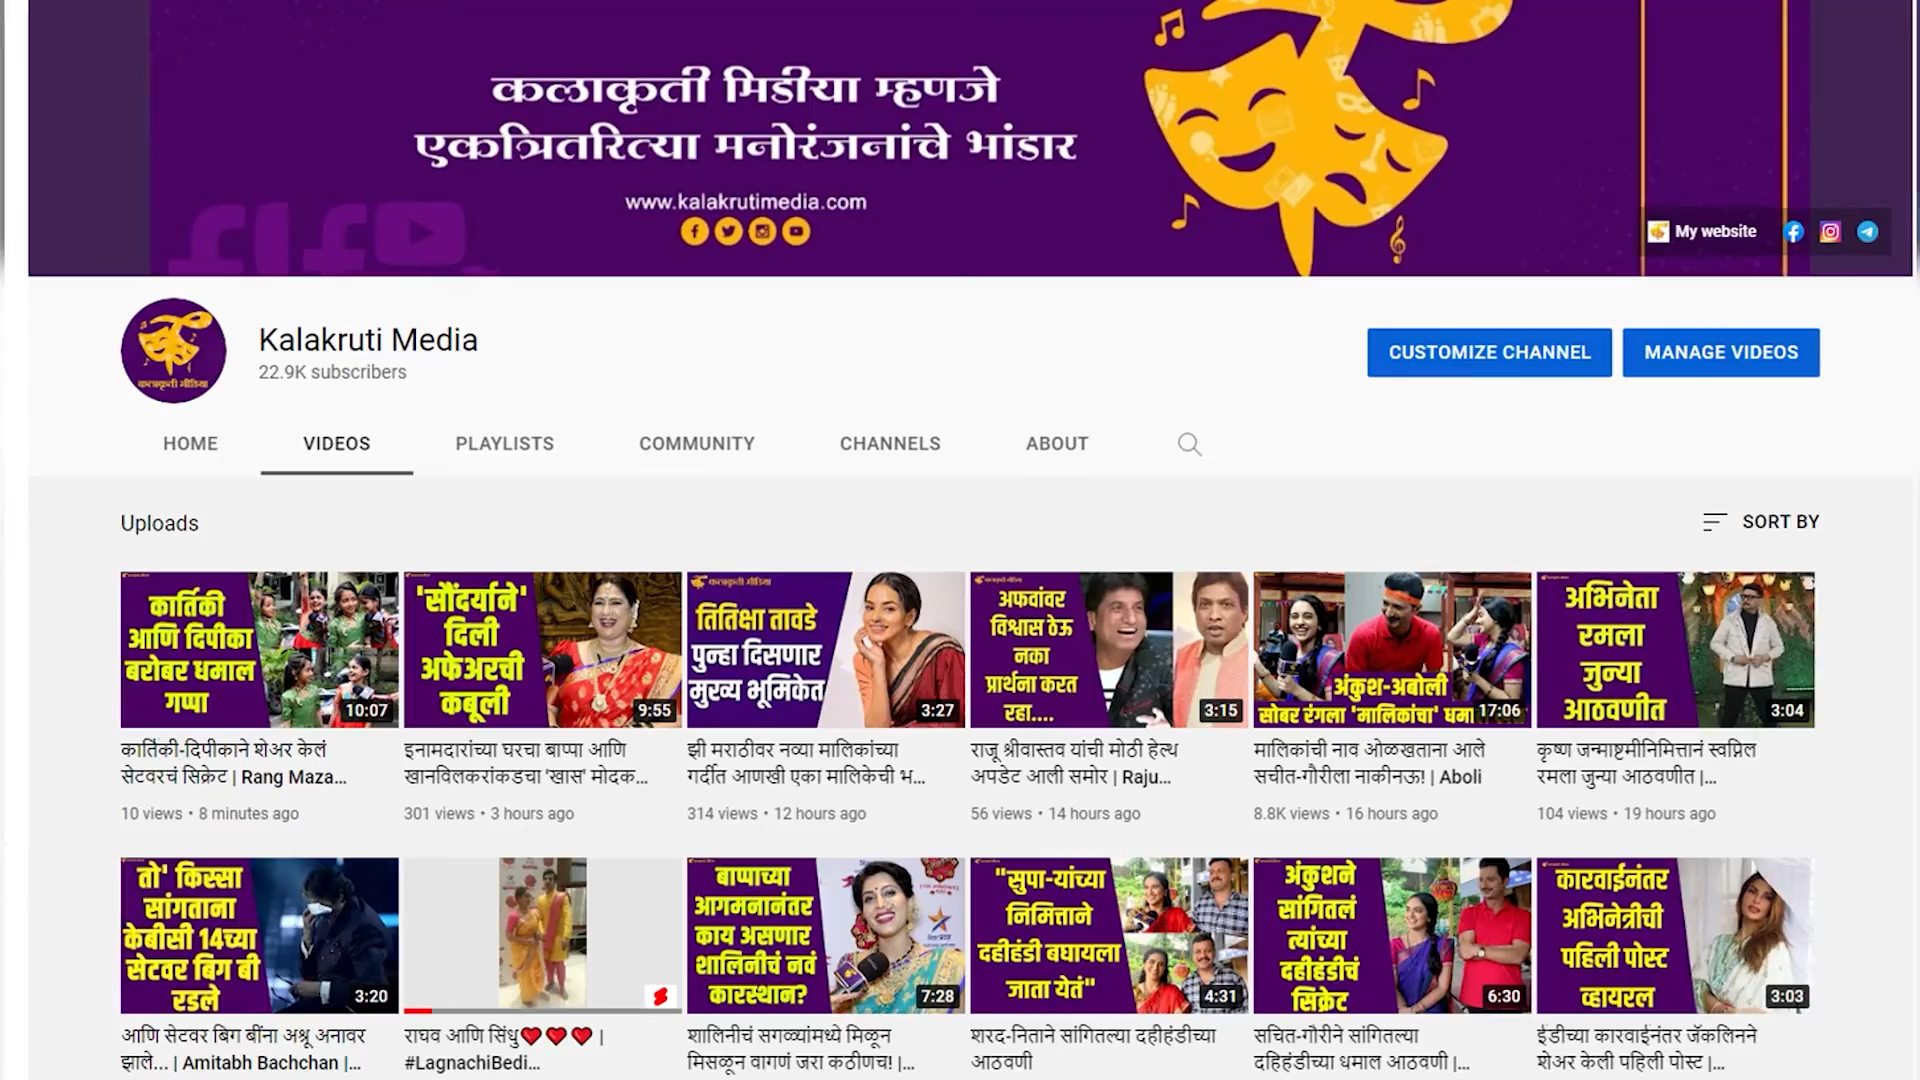 कलाकृती मिडीया म्हणजे
एकत्रितरित्या मनोरंजनांचे भांडार
www.kalakrutimedia.com
My website
कलाकृती मीडिया
Kalakruti Media
22.9K subscribers
CUSTOMIZE CHANNEL
MANAGE VIDEOS
HOME
VIDEOS
PLAYLISTS
COMMUNITY
CHANNELS
ABOUT
Uploads
SORT BY
कार्तिकी
आणि दिपीका
बरोबर धमाल
गप्पा
10:07
कार्तिकी-दिपीकाने शेअर केलं
सेटवरचं सिक्रेट | Rang Maza...
10 views • 8 minutes ago
'सौंदर्याने'
दिली
अफेअरची
कबूली
9:55
इनामदारांच्या घरचा बाप्पा आणि
खानविलकरांकडचा 'खास' मोदक...
301 views • 3 hours ago
कलाकृती मीडिया
तितिक्षा तावडे
पुन्हा दिसणार
मुख्य भूमिकेत
3:27
झी मराठीवर नव्या मालिकांच्या
गर्दीत आणखी एका मालिकेची भ...
314 views • 12 hours ago
कलाकृती मीडिया
अफवांवर
विश्वास ठेऊ
नका
प्रार्थना करत
रहा....
3:15
राजू श्रीवास्तव यांची मोठी हेल्थ
अपडेट आली समोर | Raju...
56 views • 14 hours ago
अंकुश-अबोली
सोबर रंगला 'मालिकांचा' धमा
17:06
मालिकांची नाव ओळखताना आले
सचीत-गौरीला नाकीनऊ! | Aboli
8.8K views • 16 hours ago
अभिनेता
रमला
जुन्या
आठवणीत
3:04
कृष्ण जन्माष्टमीनिमित्तानं स्वप्निल
रमला जुन्या आठवणीत |...
104 views • 19 hours ago
तो' किस्सा
सांगताना
केबीसी 14च्या
सेटवर बिग बी
रडले
3:20
आणि सेटवर बिग बींना अश्रू अनावर
झाले... | Amitabh Bachchan |...
राघव आणि सिंधु❤❤❤ |
#LagnachiBedi...
बाप्पाच्या
आगमनानंतर
काय असणार
शालिनीचं नवं
कारस्थान?
7:28
शालिनीचं सगळ्यांमध्ये मिळून
मिसळून वागणं जरा कठीणच! |...
"सुपा-यांच्या
निमित्ताने
दहीहंडी बघायला
जाता येतं"
4:31
शरद-निताने सांगितल्या दहीहंडीच्या
आठवणी
अंकुशने
सांगितलं
त्यांच्या
दहीहंडीचं
सिक्रेट
6:30
सचित-गौरीने सांगितल्या
दहिहंडीच्या धमाल आठवणी |...
कारवाईनंतर
अभिनेत्रीची
पहिली पोस्ट
व्हायरल
3:03
ईडीच्या कारवाईनंतर जॅकलिनने
शेअर केली पहिली पोस्ट |...